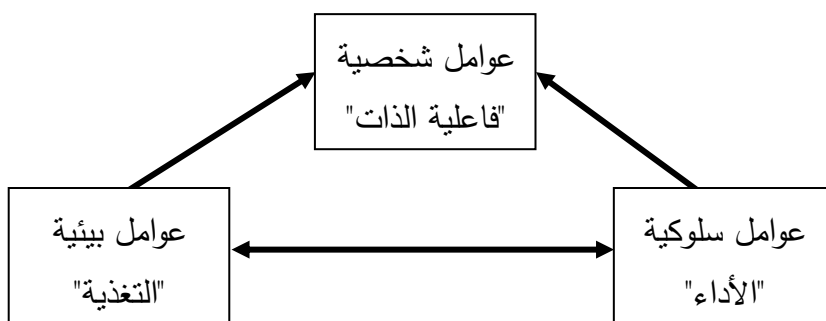 عوامل شخصية
"فاعلية الذات"
عوامل سلوكية
"الأداء"
عوامل بيئية
"التغذية"